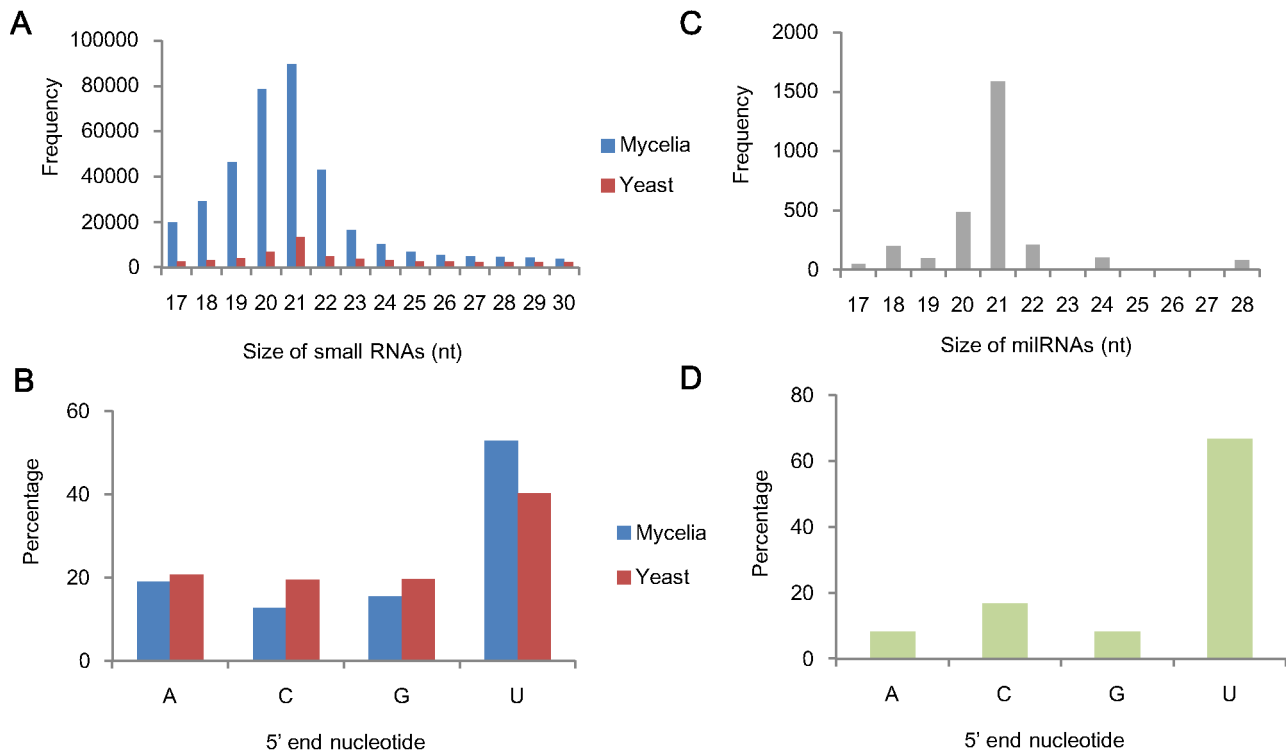 A
100000
80000
60000
40000
20000
0
Frequency
17 18 19 20 21 22 23 24 25 26 27 28 29 30
Size of small RNAs (nt)
Mycelia
Yeast
C
2000
1500
1000
500
0
Frequency
17 18 19 20 21 22 23 24 25 26 27 28
Size of milRNAs (nt)
B
60
40
20
0
Percentage
A C G U
5' end nucleotide
Mycelia
Yeast
D
80
60
40
20
0
Percentage
A C G U
5' end nucleotide